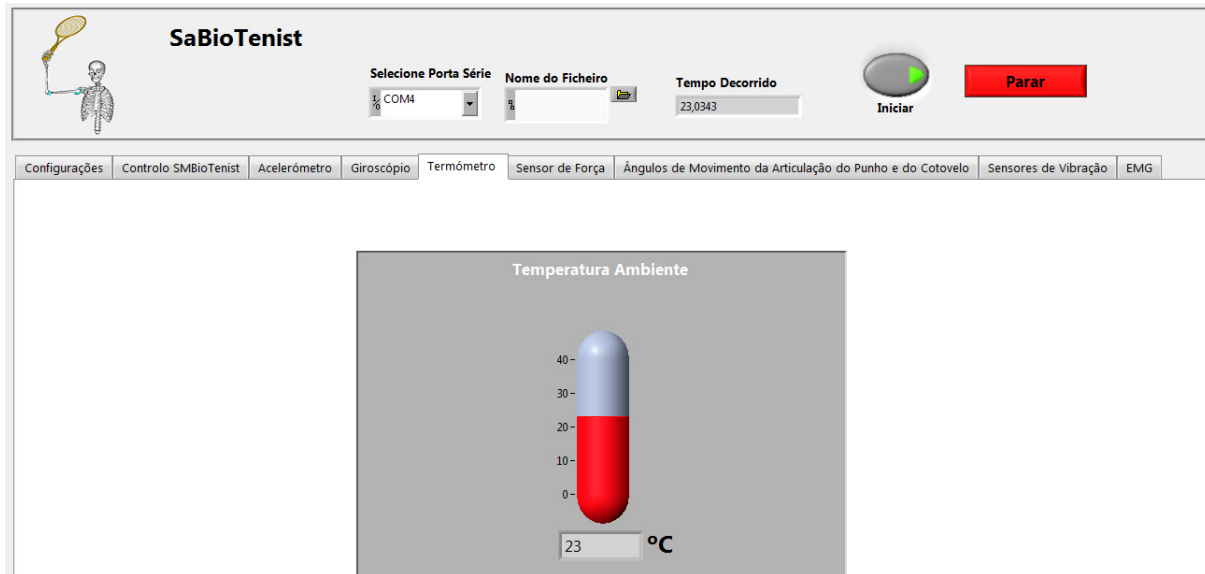 SaBioTenist
Selecione Porta Série
Nome do Ficheiro
Tempo Decorrido
COM4
23,0343
Iniciar
Parar
Configurações
Controlo SMBioTenist
Acelerómetro
Giroscópio
Termómetro
Sensor de Força
Ângulos de Movimento da Articulação do Punho e do Cotovelo
Sensores de Vibração
EMG
Temperatura Ambiente
40
30
20
10
0
23
ºC